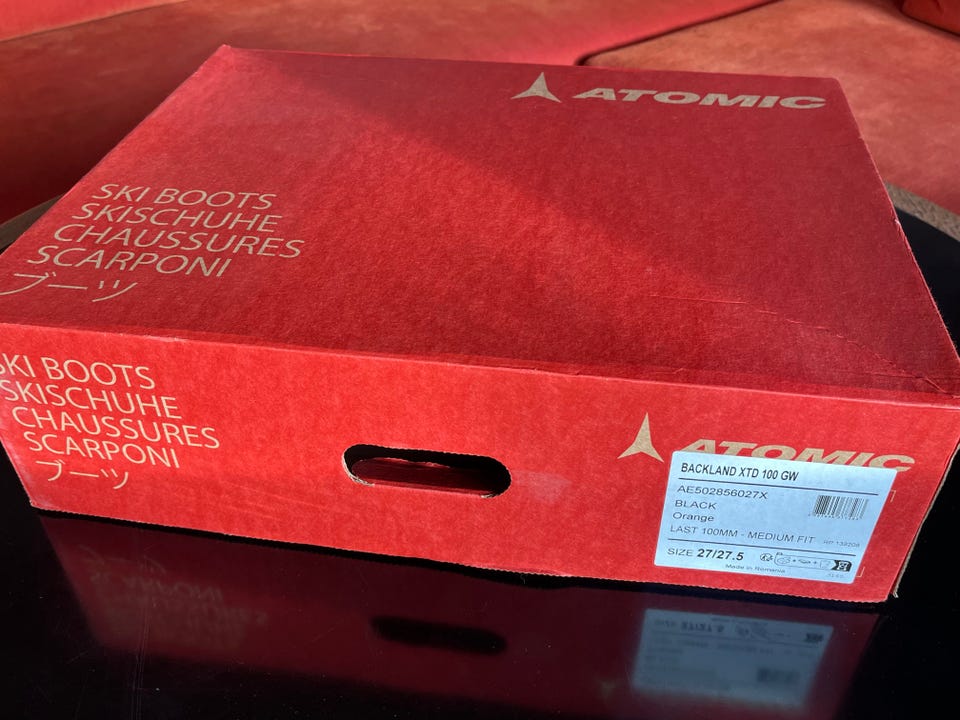 ATOMIC
SKI BOOTS
SKISCHUHE
CHAUSSURES
SCARPONI
ブーツ
SKI BOOTS
SKISCHUHE
CHAUSSURES
SCARPONI
ブーツ
ATOMIC
BACKLAND XTD 100 GW
AE502856027X
BLACK
Orange
LAST 100MM - MEDIUM FIT
SIZE 27/27.5
Made in Romania